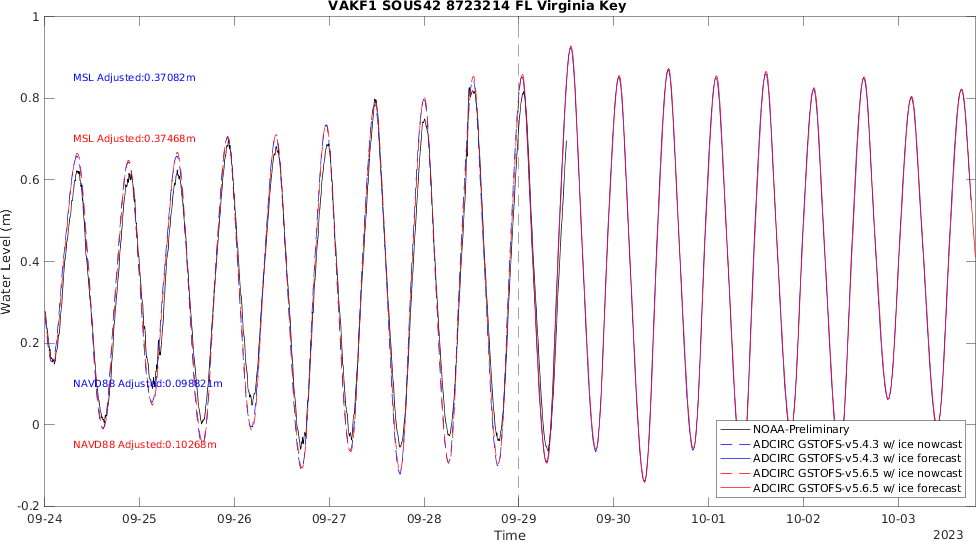 VAKF1 SOUS42 8723214 FL Virginia Key
1
0.8
0.6
0.4
0.2
0
-0.2
Water Level (m)
MSL Adjusted:0.37082m
MSL Adjusted:0.37468m
NAVD88 Adjusted:0.098821m
NAVD88 Adjusted:0.10268m
NOAA-Preliminary
ADCIRC GSTOFS-v5.4.3 w/ ice nowcast
ADCIRC GSTOFS-v5.4.3 w/ ice forecast
ADCIRC GSTOFS-v5.6.5 w/ ice nowcast
ADCIRC GSTOFS-v5.6.5 w/ ice forecast
09-24 09-25 09-26 09-27 09-28 09-29 09-30 10-01 10-02 10-03
Time
2023